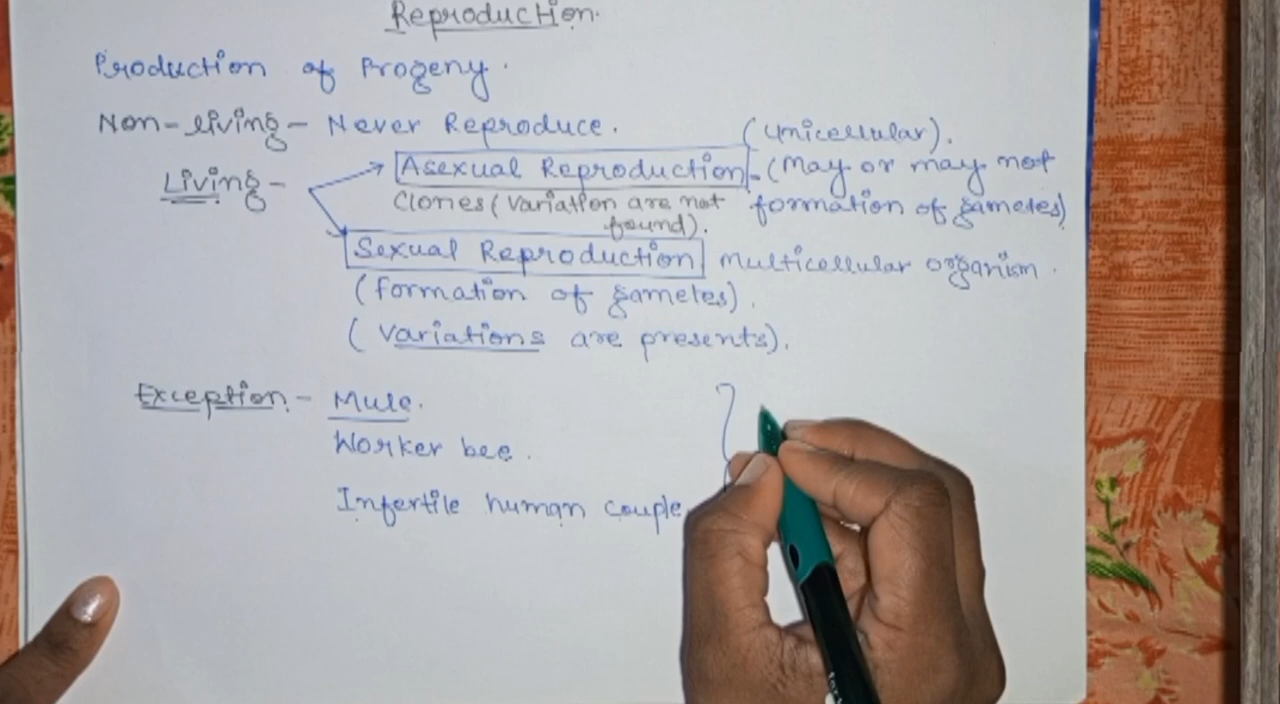 Reproduction.
Production of Progeny.
Non-living - Never Reproduce.
(Unicellular).
Living - Asexual Reproduction - (May or may not
Clones (Variation are not formation of gametes)
found).
Sexual Reproduction multicellular organism.
(formation of gametes).
(variations are presents).
Exception - Mule.
Worker bee.
Infertile human couple